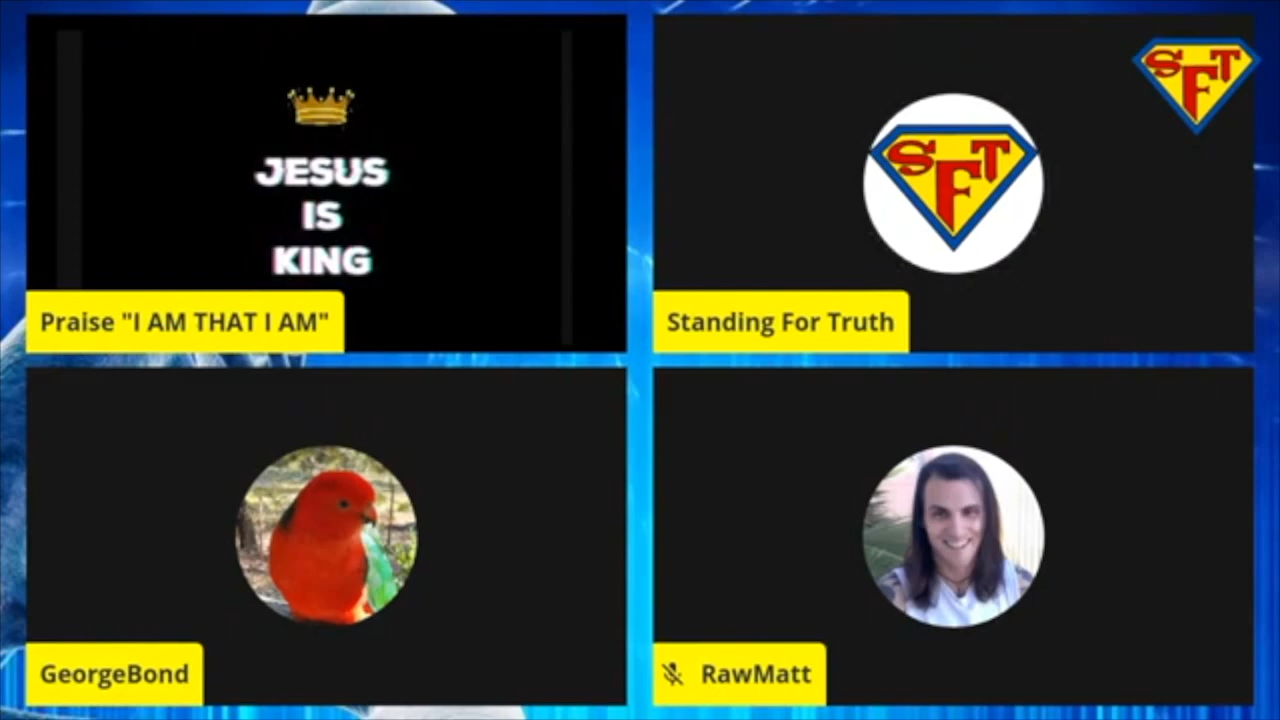 JESUS
IS
KING
Praise "I AM THAT I AM"
SFT
Standing For Truth
SFT
GeorgeBond
RawMatt